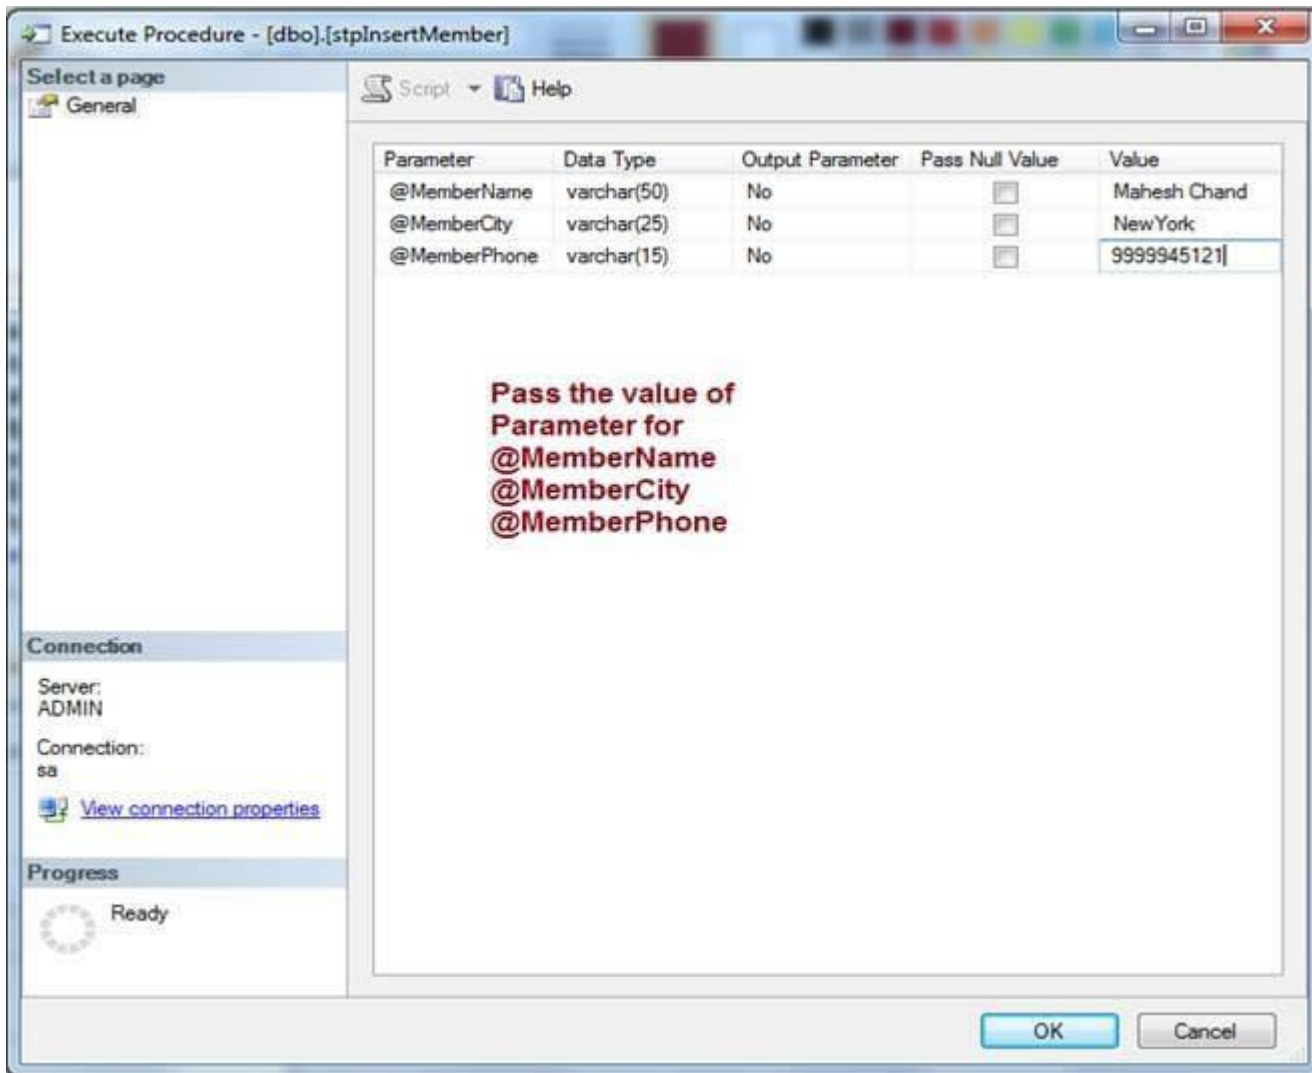 Execute Procedure - [dbo].[stpInsertMember]
Select a page
General
Script Help
Parameter Data Type Output Parameter Pass Null Value Value
@MemberName varchar(50) No Mahesh Chand
@MemberCity varchar(25) No NewYork
@MemberPhone varchar(15) No 9999945121
Pass the value of
Parameter for
@MemberName
@MemberCity
@MemberPhone
Connection
Server:
ADMIN
Connection:
sa
View connection properties
Progress
Ready
OK Cancel